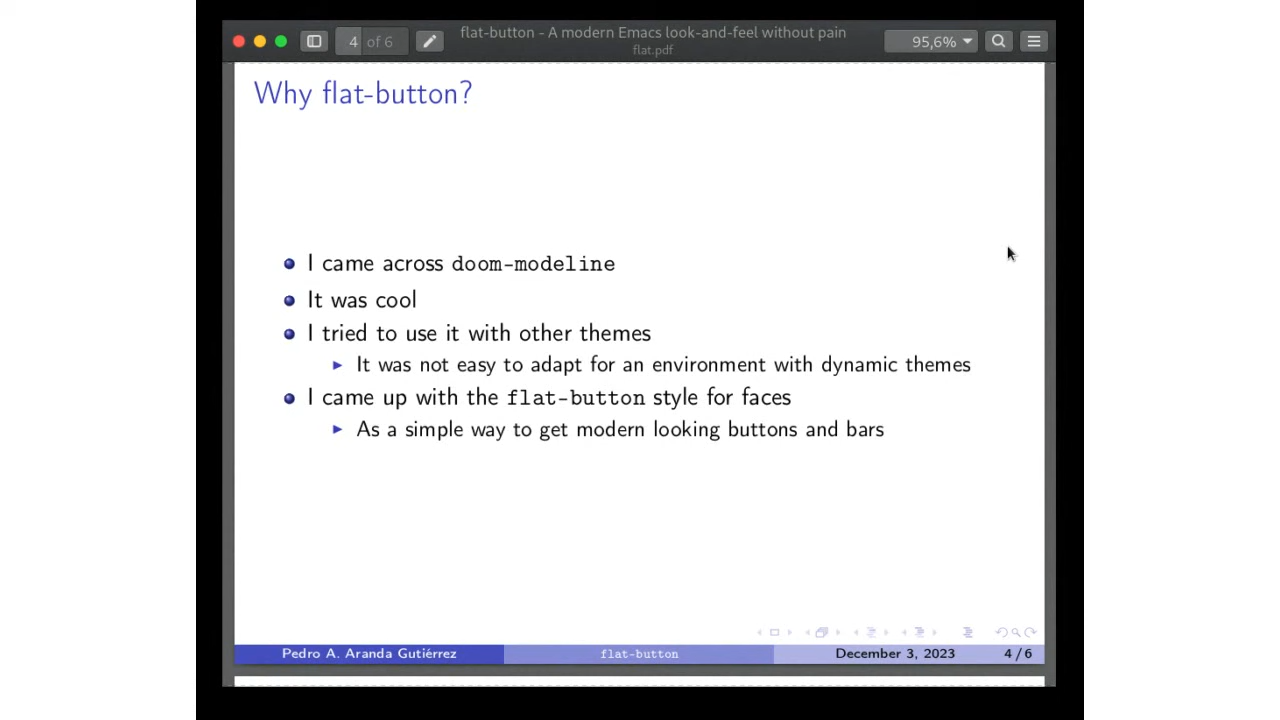 flat-button - A modern Emacs look-and-feel without pain
flat.pdf
4 of 6
95,6%
Why flat-button?
I came across doom-modeline
It was cool
I tried to use it with other themes
It was not easy to adapt for an environment with dynamic themes
I came up with the flat-button style for faces
As a simple way to get modern looking buttons and bars
Pedro A. Aranda Gutiérrez
flat-button
December 3, 2023
4 / 6